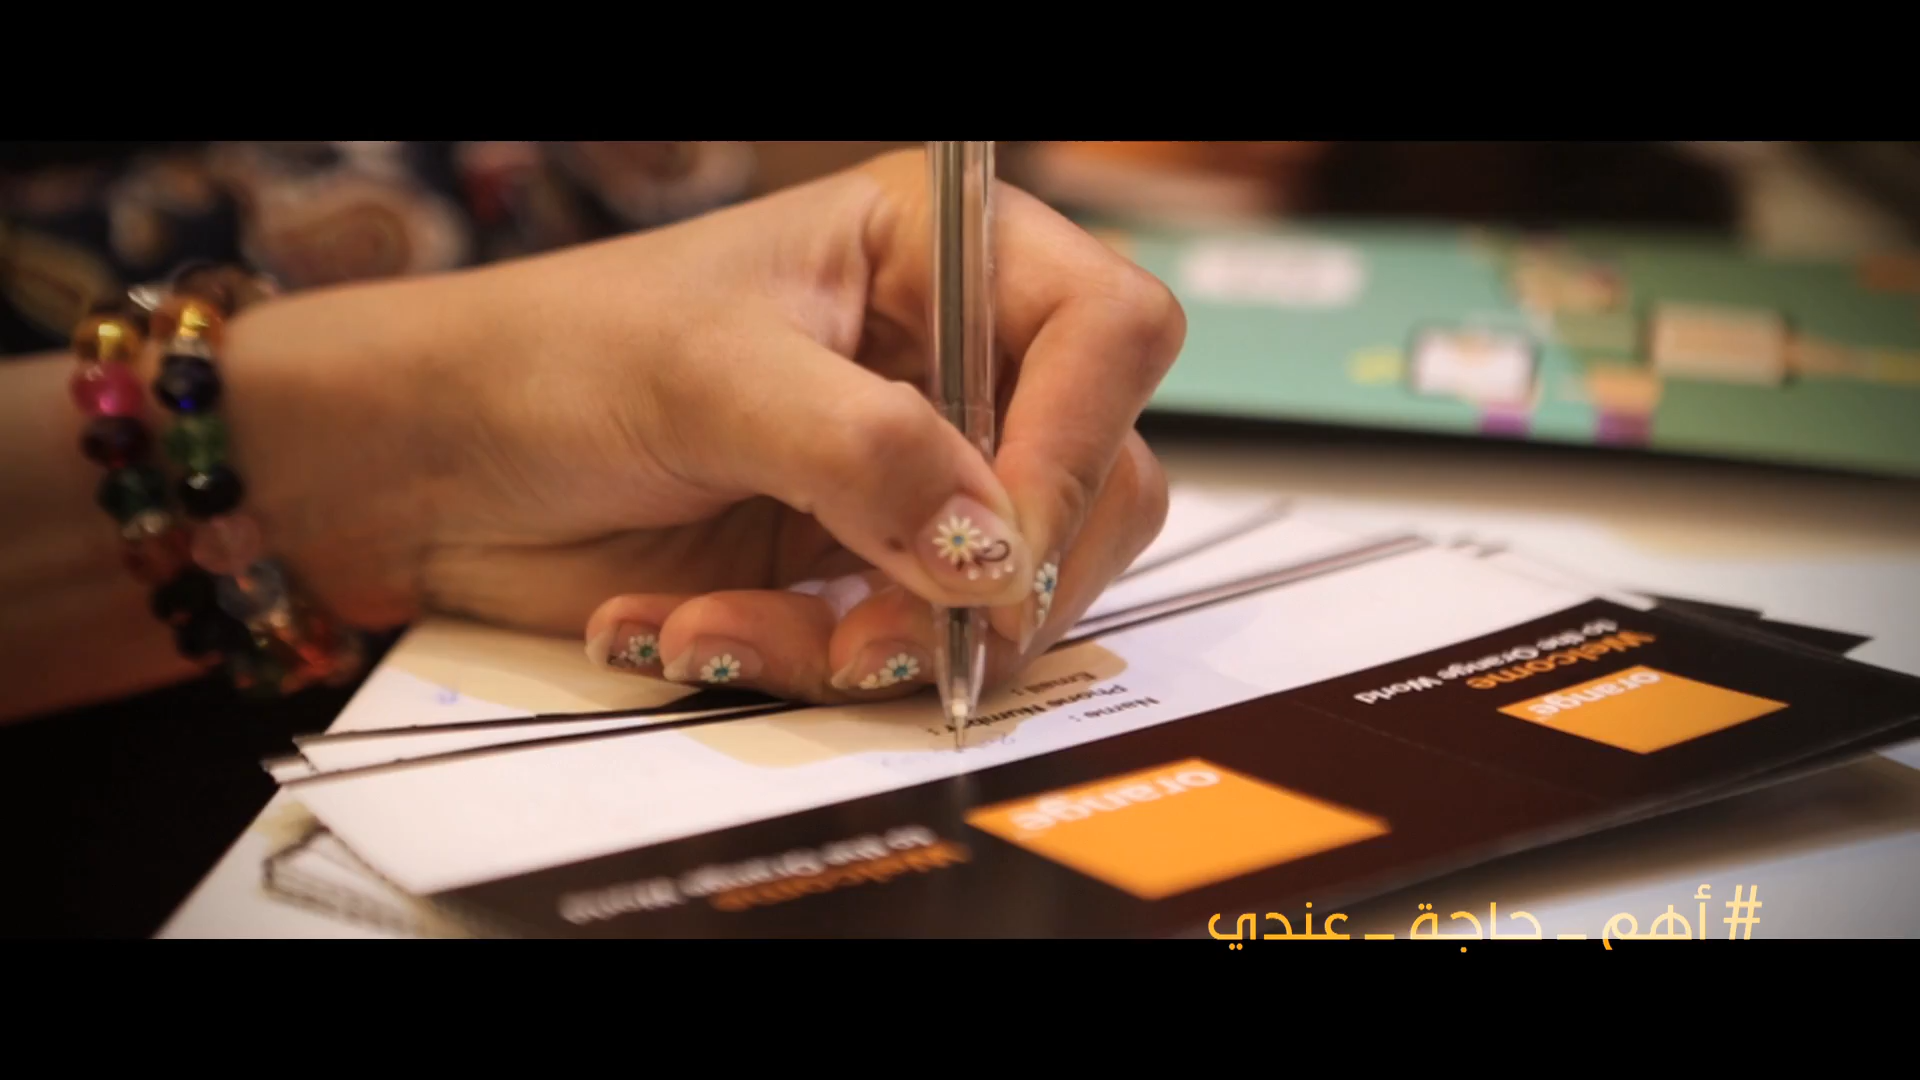 Name :
Phone Number :
Email :
Welcome
to the Orange World
orange
orange
Welcome
to the Orange World
#أهم_حاجة_عندي